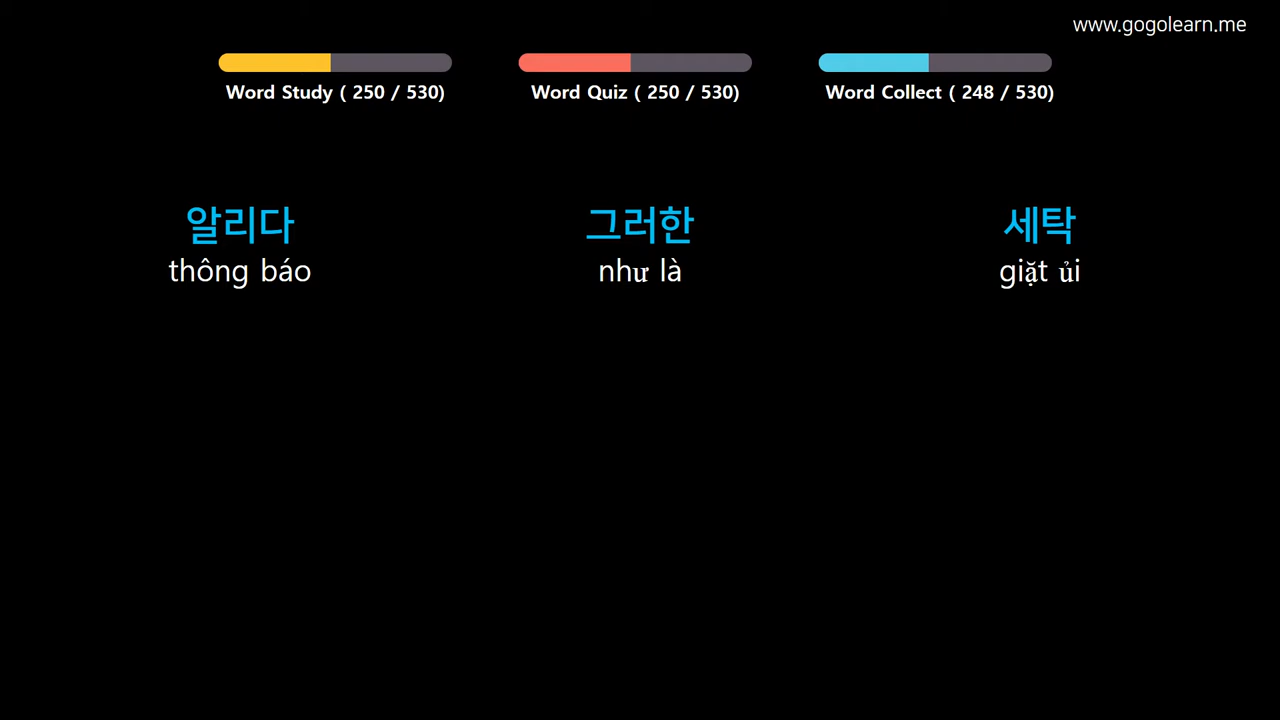 www.gogolearn.me
Word Study ( 250 / 530)
Word Quiz ( 250 / 530)
Word Collect ( 248 / 530)
알리다
thông báo
그러한
như là
세탁
giặt ủi